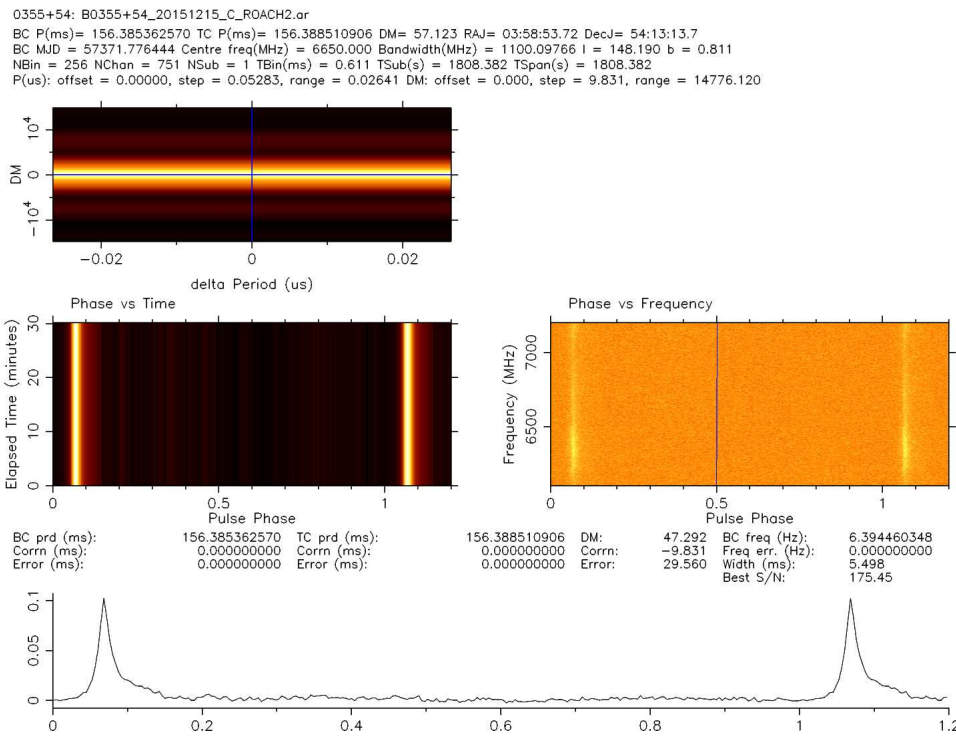 0355+54: B0355+54_20151215_C_ROACH2.ar
BC P(ms)= 156.385362570 TC P(ms)= 156.388510906 DM= 57.123 RAJ= 03:58:53.72 DecJ= 54:13:13.7
BC MJD = 57371.776444 Centre freq(MHz) = 6650.000 Bandwidth(MHz) = 1100.09766 l = 148.190 b = 0.811
NBin = 256 NChan = 751 NSub = 1 TBin(ms) = 0.611 TSub(s) = 1808.382 TSpan(s) = 1808.382
P(us): offset = 0.00000, step = 0.05283, range = 0.02641 DM: offset = 0.000, step = 9.831, range = 14776.120
10⁴
0
−10⁴
DM
−0.02 0 0.02
delta Period (us)
Phase vs Time
30
20
10
0
Elapsed Time (minutes)
0 0.5 1
Pulse Phase
Phase vs Frequency
7000
6500
Frequency (MHz)
0 0.5 1
Pulse Phase
BC prd (ms): 156.385362570 TC prd (ms): 156.388510906 DM: 47.292 BC freq (Hz): 6.394460348
Corrn (ms): 0.000000000 Corrn (ms): 0.000000000 Corrn: −9.831 Freq err. (Hz): 0.000000000
Error (ms): 0.000000000 Error (ms): 0.000000000 Error: 29.560 Width (ms): 5.498
Best S/N: 175.45
0.1
0.05
0
0 0.2 0.4 0.6 0.8 1 1.2